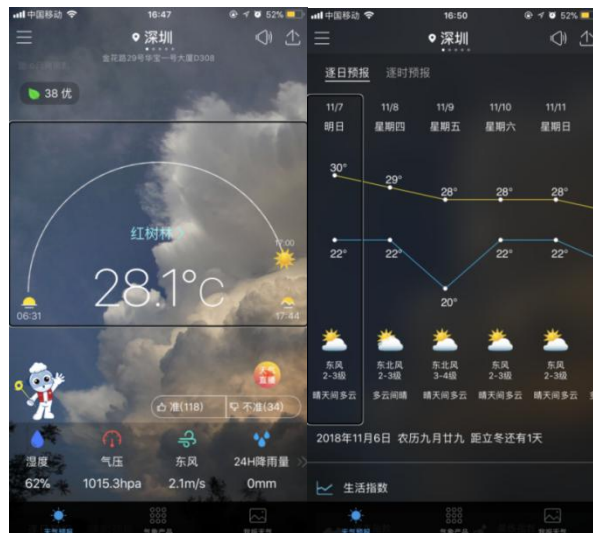 中国移动 16:47 52%
深圳
金花路29号华宝一号大厦D308
38 优
红树林
17:00
28.1°C
06:31 17:44
准(118) 不准(34)
湿度 气压 东风 24H降雨量
62% 1015.3hpa 2.1m/s 0mm
天气预报
中国移动 16:50 52%
深圳
逐日预报 逐时预报
11/7 11/8 11/9 11/10 11/11
明日 星期四 星期五 星期六 星期日
30° 29° 28° 28° 28°
22° 22° 20° 22° 22°
东风 东北风 东北风 东风 东风
2-3级 2-3级 3-4级 2-3级 2-3级
晴天间多云 多云间晴 晴天间多云 晴天间多云 晴天间多云
2018年11月6日 农历九月廿九 距立冬还有1天
生活指数
天气预报